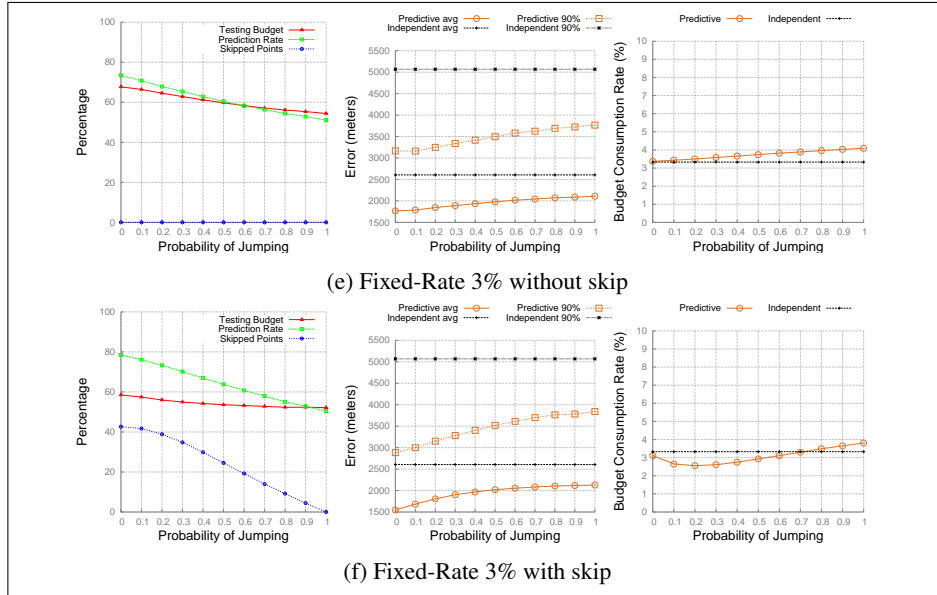 Testing Budget
Prediction Rate
Skipped Points
100
80
60
40
20
0
Percentage
0 0.1 0.2 0.3 0.4 0.5 0.6 0.7 0.8 0.9 1
Probability of Jumping
Predictive avg
Independent avg
Predictive 90%
Independent 90%
5500
5000
4500
4000
3500
3000
2500
2000
1500
Error (meters)
0 0.1 0.2 0.3 0.4 0.5 0.6 0.7 0.8 0.9 1
Probability of Jumping
Predictive
Independent
10
9
8
7
6
5
4
3
2
1
0
Budget Consumption Rate (%)
0 0.1 0.2 0.3 0.4 0.5 0.6 0.7 0.8 0.9 1
Probability of Jumping
(e) Fixed-Rate 3% without skip
Testing Budget
Prediction Rate
Skipped Points
100
80
60
40
20
0
Percentage
0 0.1 0.2 0.3 0.4 0.5 0.6 0.7 0.8 0.9 1
Probability of Jumping
Predictive avg
Independent avg
Predictive 90%
Independent 90%
5500
5000
4500
4000
3500
3000
2500
2000
1500
Error (meters)
0 0.1 0.2 0.3 0.4 0.5 0.6 0.7 0.8 0.9 1
Probability of Jumping
Predictive
Independent
10
9
8
7
6
5
4
3
2
1
0
Budget Consumption Rate (%)
0 0.1 0.2 0.3 0.4 0.5 0.6 0.7 0.8 0.9 1
Probability of Jumping
(f) Fixed-Rate 3% with skip